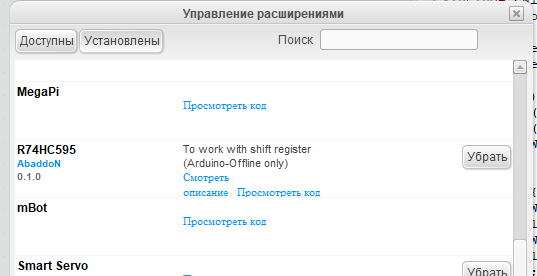 Управление расширениями
Доступны Установлены Поиск
MegaPi
Просмотреть код
R74HC595 To work with shift register
AbaddoN (Arduino-Offline only) Убрать
0.1.0 Смотреть
описание Просмотреть код
mBot
Просмотреть код
Smart Servo Убрать